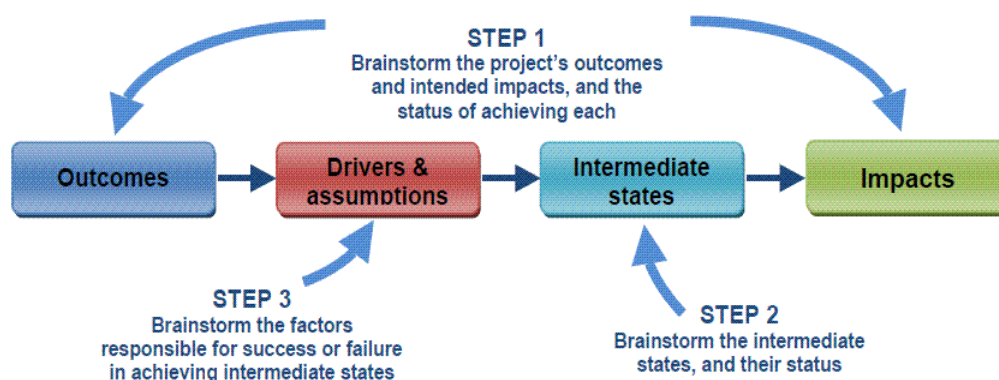 STEP 1
Brainstorm the project's outcomes
and intended impacts, and the
status of achieving each
Outcomes
Drivers &
assumptions
Intermediate
states
Impacts
STEP 3
Brainstorm the factors
responsible for success or failure
in achieving intermediate states
STEP 2
Brainstorm the intermediate
states, and their status